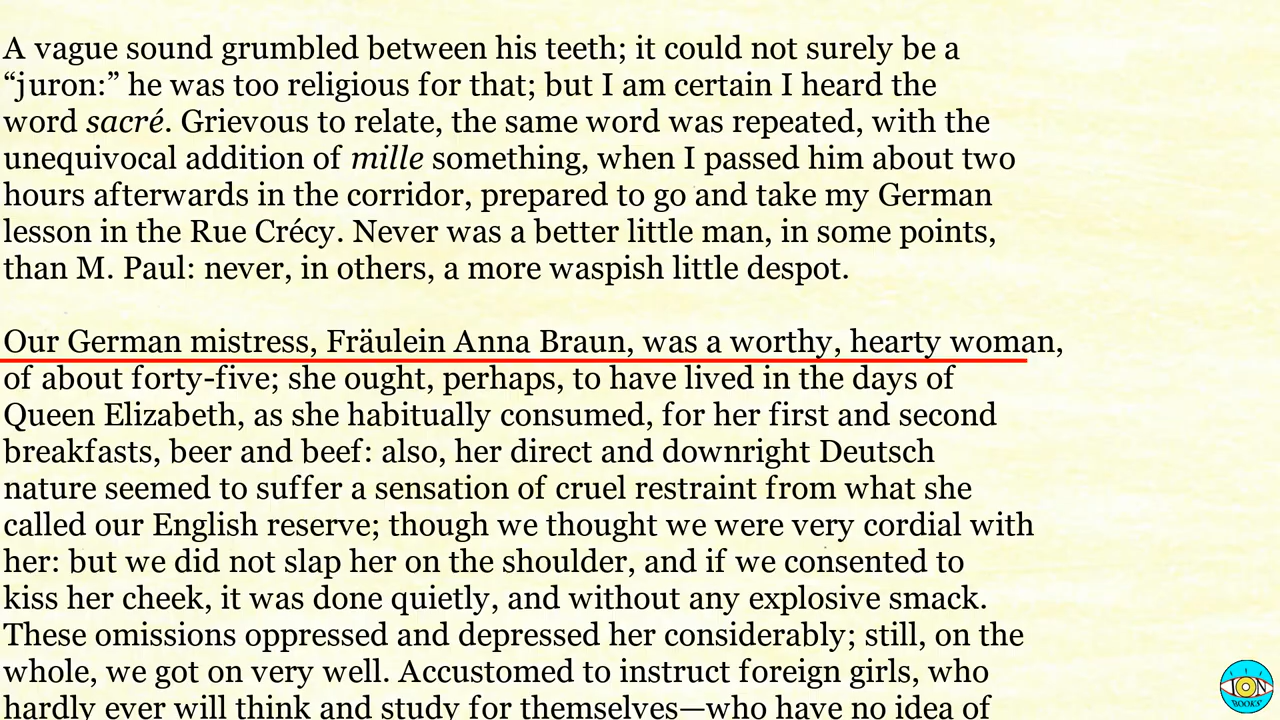 A vague sound grumbled between his teeth; it could not surely be a
“juron:” he was too religious for that; but I am certain I heard the
word sacré. Grievous to relate, the same word was repeated, with the
unequivocal addition of mille something, when I passed him about two
hours afterwards in the corridor, prepared to go and take my German
lesson in the Rue Crécy. Never was a better little man, in some points,
than M. Paul: never, in others, a more waspish little despot.
Our German mistress, Fräulein Anna Braun, was a worthy, hearty woman,
of about forty-five; she ought, perhaps, to have lived in the days of
Queen Elizabeth, as she habitually consumed, for her first and second
breakfasts, beer and beef: also, her direct and downright Deutsch
nature seemed to suffer a sensation of cruel restraint from what she
called our English reserve; though we thought we were very cordial with
her: but we did not slap her on the shoulder, and if we consented to
kiss her cheek, it was done quietly, and without any explosive smack.
These omissions oppressed and depressed her considerably; still, on the
whole, we got on very well. Accustomed to instruct foreign girls, who
hardly ever will think and study for themselves—who have no idea of
ION
BOOKS